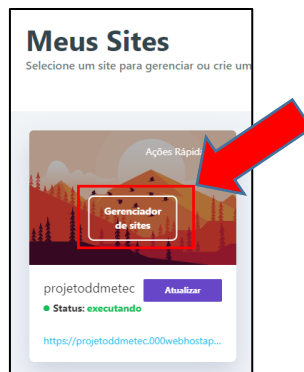 Meus Sites
Selecione um site para gerenciar ou crie um
Ações Rápid
Gerenciador
de sites
projetoddmetec
Atualizar
Status: executando
https://projetoddmetec.000webhostap...